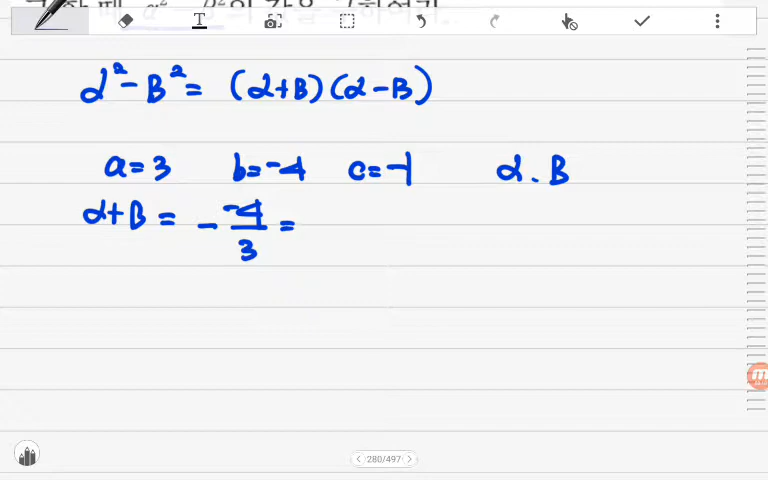 α² - β² = (α+β)(α-β)
a=3 b=-4 c=-1 α.β
α+β = - -4/3 =
280/497